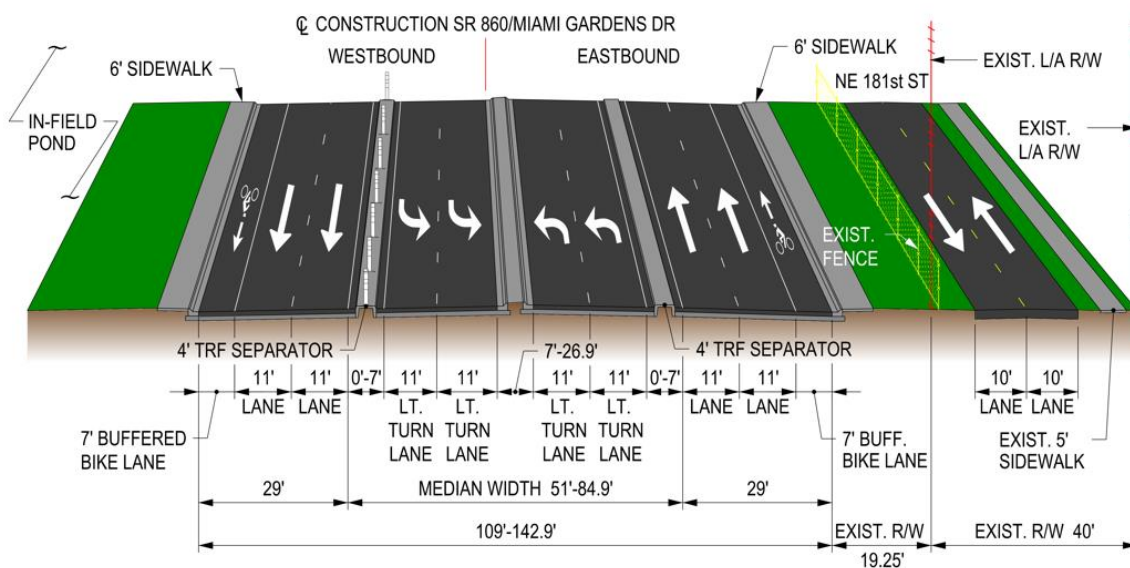 ℄ CONSTRUCTION SR 860/MIAMI GARDENS DR
WESTBOUND
EASTBOUND
6' SIDEWALK
6' SIDEWALK
EXIST. L/A R/W
NE 181st ST
IN-FIELD
POND
EXIST.
L/A R/W
EXIST.
FENCE
4' TRF SEPARATOR
7'-26.9'
4' TRF SEPARATOR
11'
LANE
11'
LANE
0'-7'
11'
LT.
TURN
LANE
11'
LT.
TURN
LANE
11'
LT.
TURN
LANE
11'
LT.
TURN
LANE
0'-7'
11'
LANE
11'
LANE
10'
LANE
10'
LANE
7' BUFFERED
BIKE LANE
7' BUFF.
BIKE LANE
EXIST. 5'
SIDEWALK
29'
MEDIAN WIDTH 51'-84.9'
29'
109'-142.9'
EXIST. R/W
19.25'
EXIST. R/W 40'